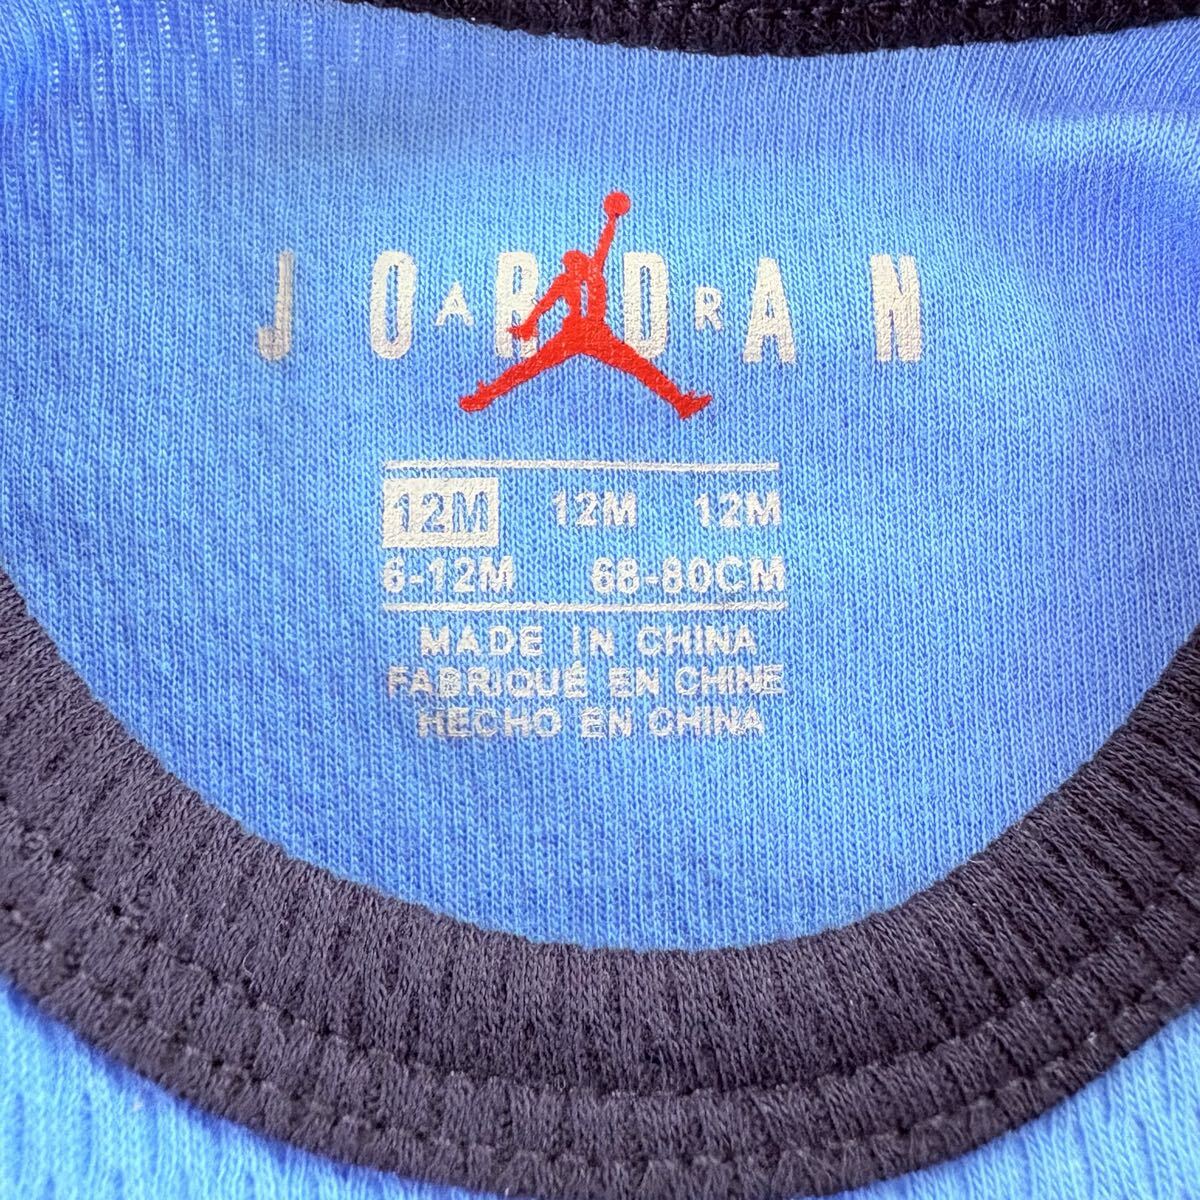 JORDAN
AIR
12M 12M 12M
6-12M 68-80CM
MADE IN CHINA
FABRIQUÉ EN CHINE
HECHO EN CHINA